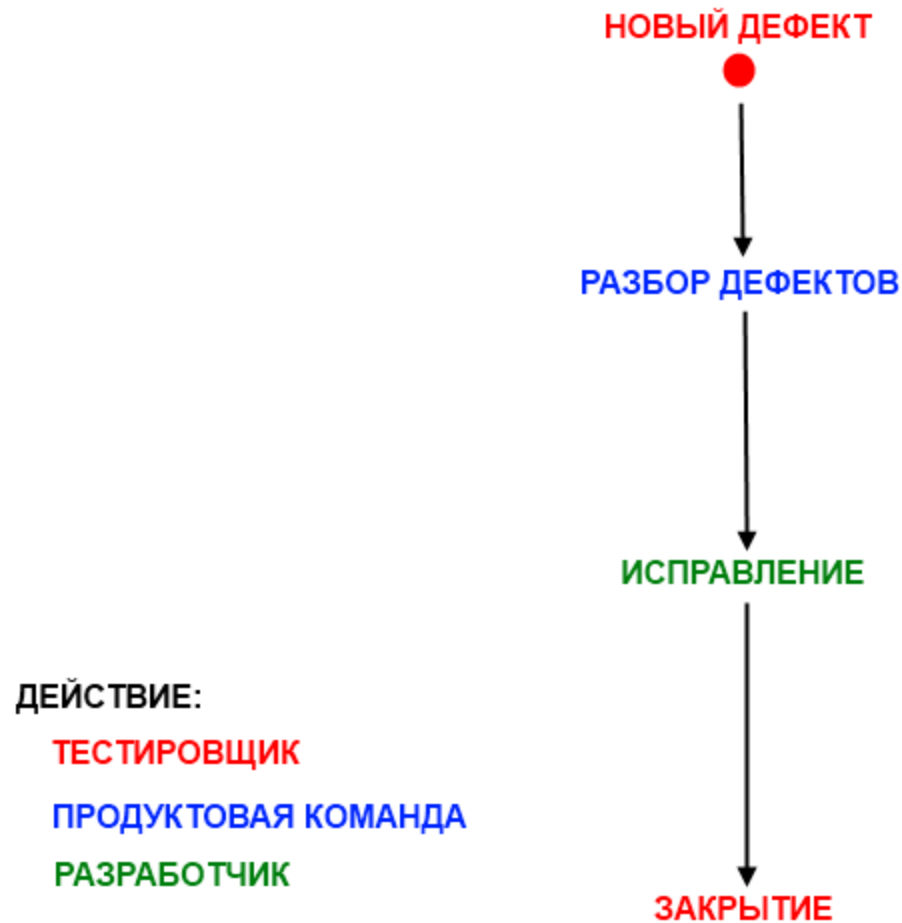 НОВЫЙ ДЕФЕКТ
РАЗБОР ДЕФЕКТОВ
ИСПРАВЛЕНИЕ
ДЕЙСТВИЕ:
ТЕСТИРОВЩИК
ПРОДУКТОВАЯ КОМАНДА
РАЗРАБОТЧИК
ЗАКРЫТИЕ